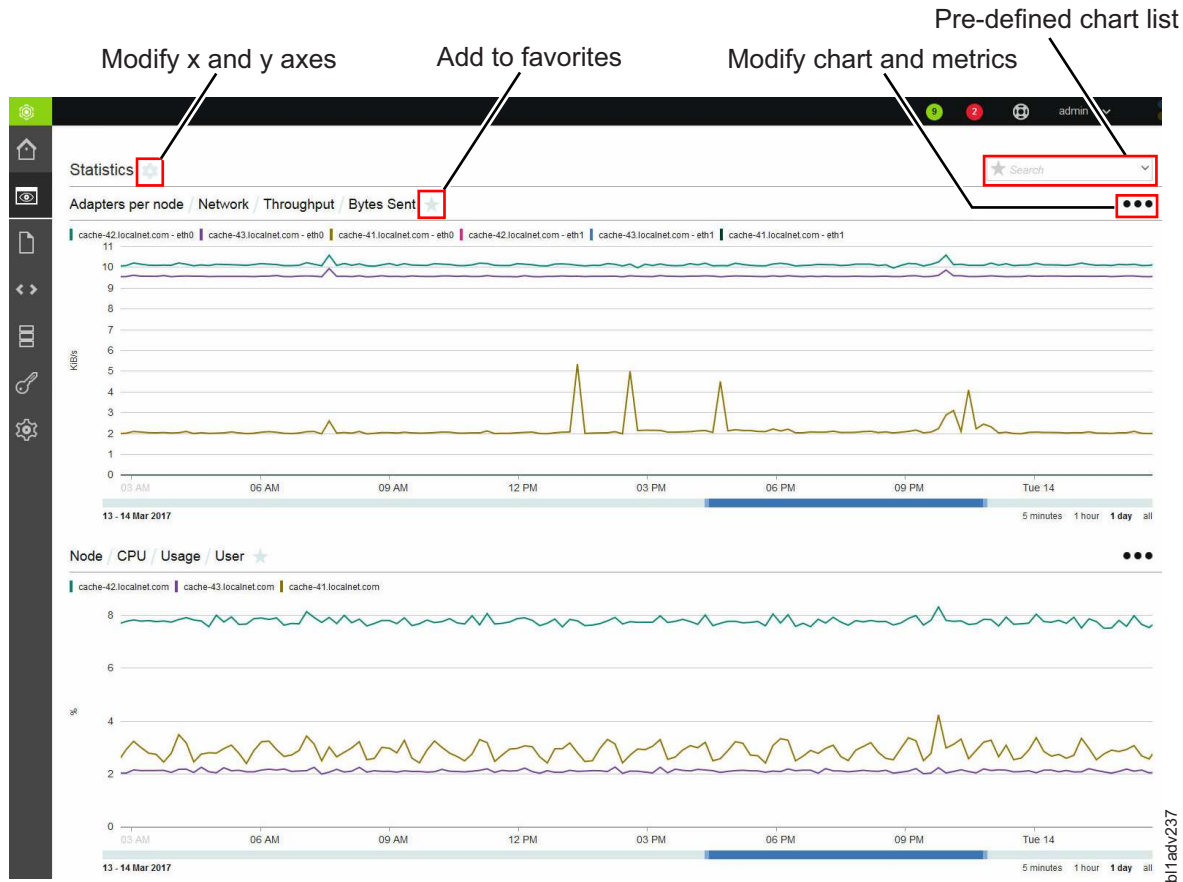 Pre-defined chart list
Modify x and y axes
Add to favorites
Modify chart and metrics
9
2
admin
Statistics
Search
Adapters per node / Network / Throughput / Bytes Sent
cache-42.localnet.com - eth0 cache-43.localnet.com - eth0 cache-41.localnet.com - eth0 cache-42.localnet.com - eth1 cache-43.localnet.com - eth1 cache-41.localnet.com - eth1
11
10
9
8
7
6
5
4
3
2
1
0
KiB/s
03 AM 06 AM 09 AM 12 PM 03 PM 06 PM 09 PM Tue 14
13 - 14 Mar 2017
5 minutes 1 hour 1 day all
Node / CPU / Usage / User
cache-42.localnet.com cache-43.localnet.com cache-41.localnet.com
8
6
4
2
0
%
03 AM 06 AM 09 AM 12 PM 03 PM 06 PM 09 PM Tue 14
13 - 14 Mar 2017
5 minutes 1 hour 1 day all
bl1adv237